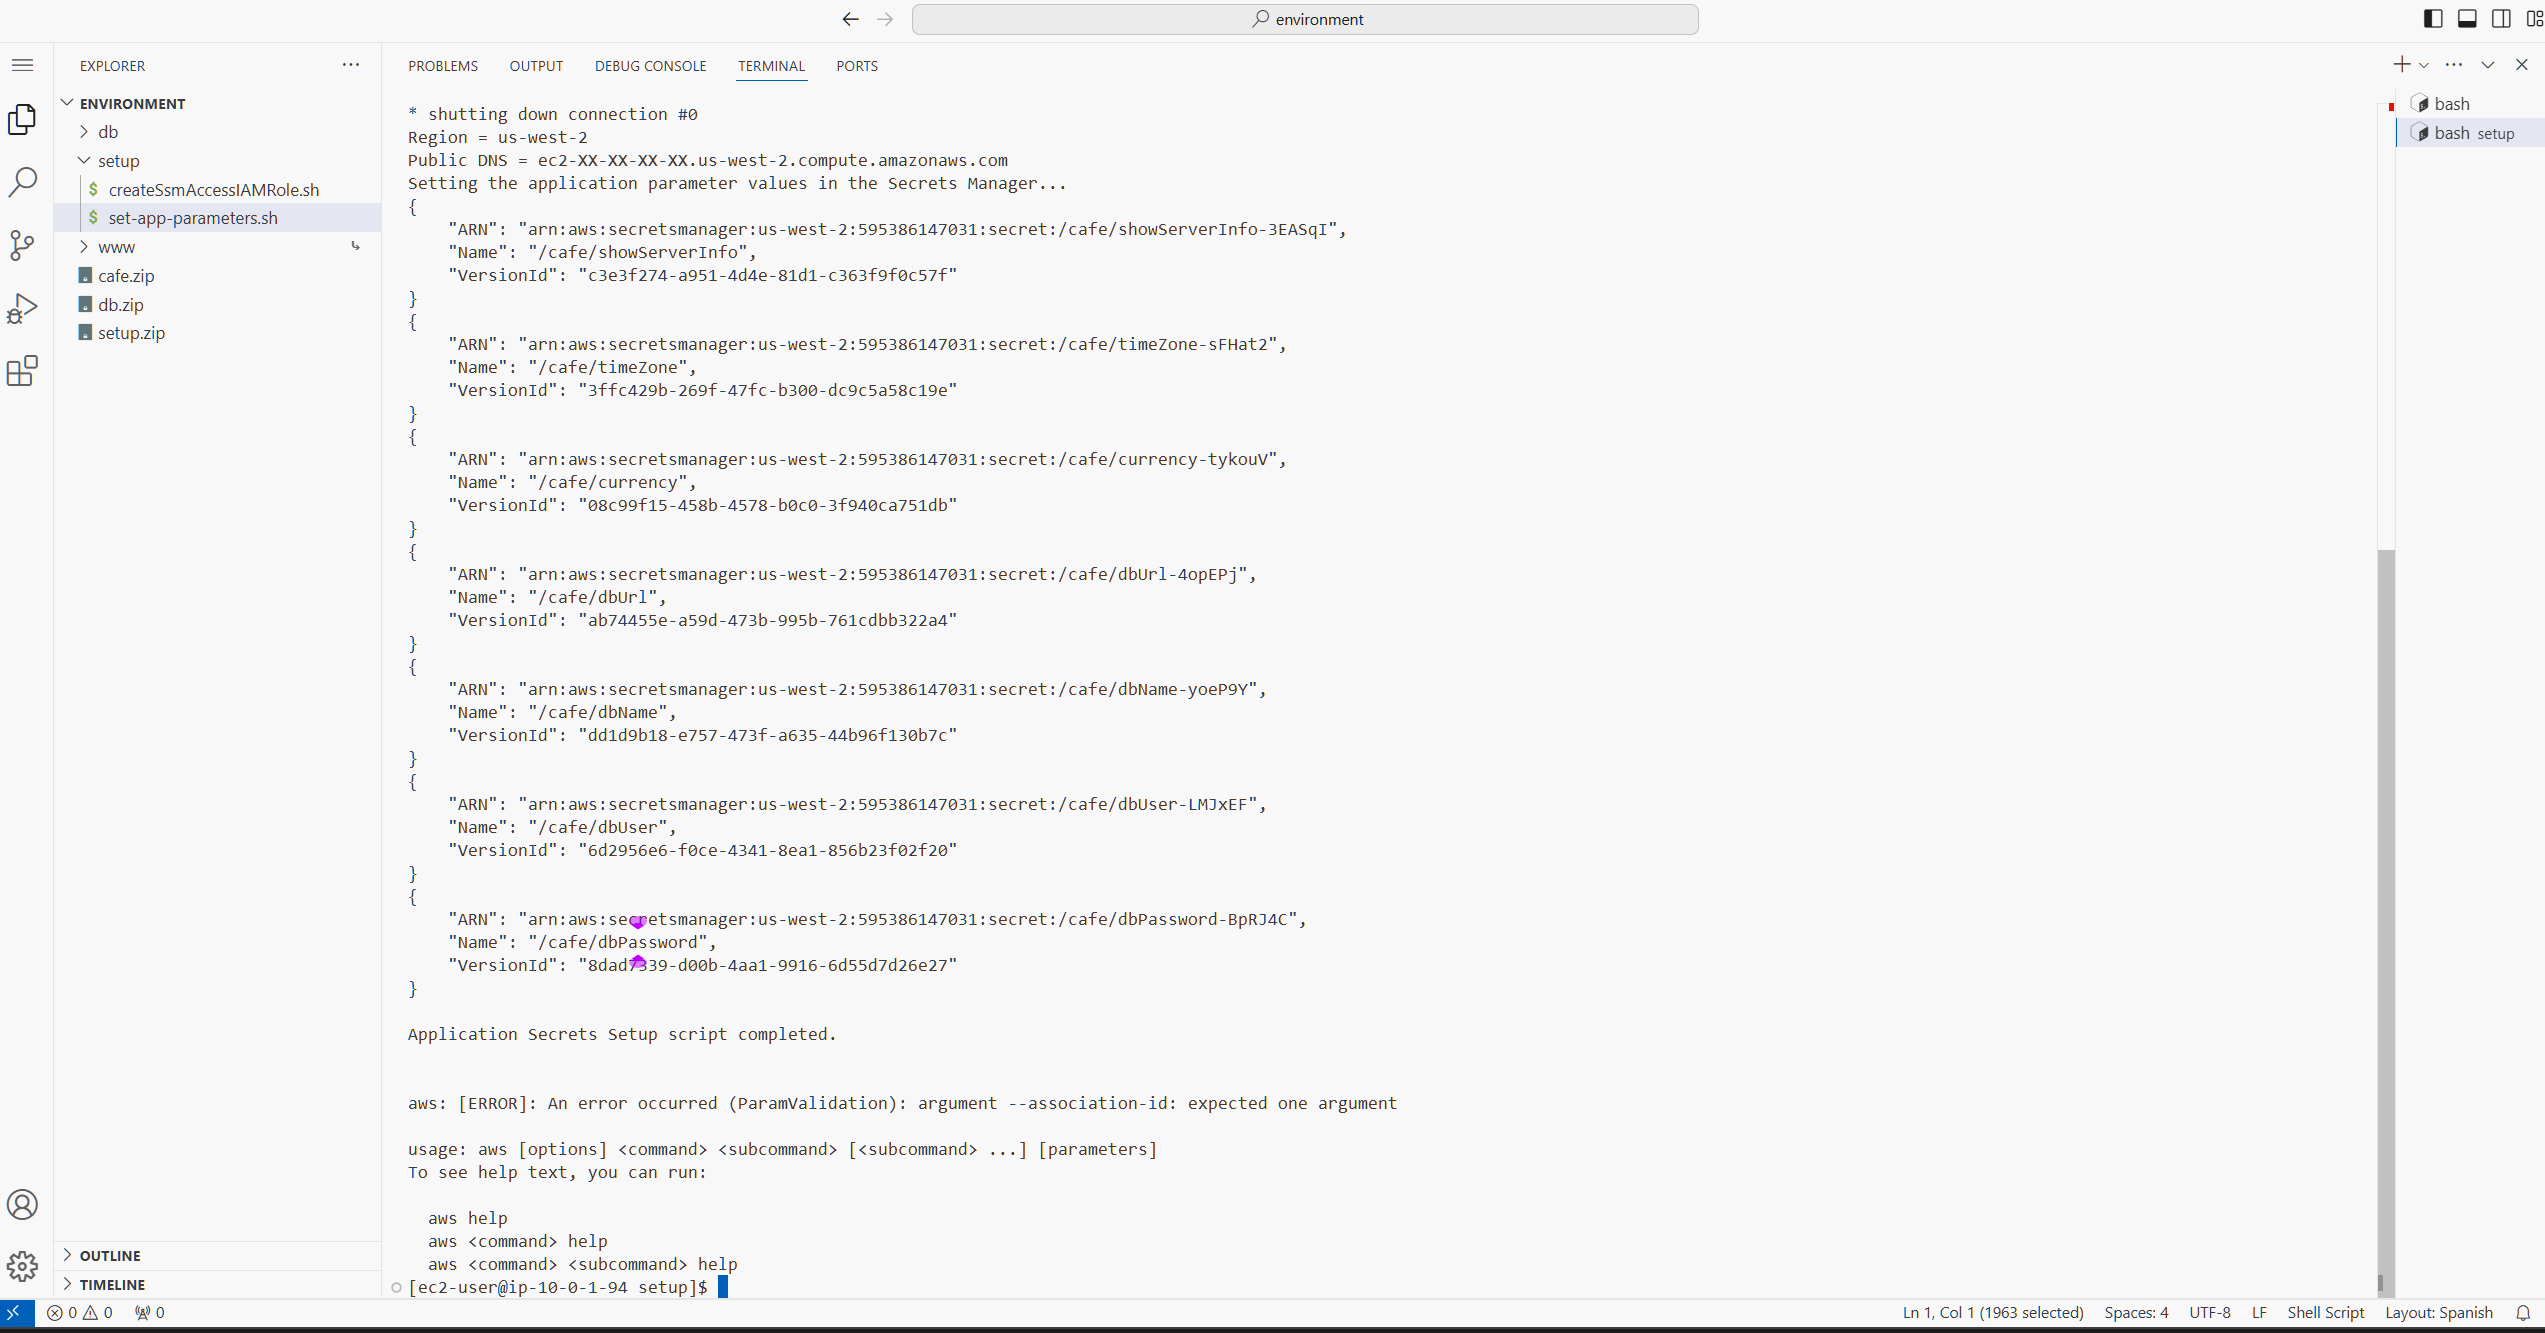 environment
EXPLORER
ENVIRONMENT
db
setup
$ createSsmAccessIAMRole.sh
$ set-app-parameters.sh
www
cafe.zip
db.zip
setup.zip
OUTLINE
TIMELINE
PROBLEMS OUTPUT DEBUG CONSOLE TERMINAL PORTS
* shutting down connection #0
Region = us-west-2
Public DNS = ec2-XX-XX-XX-XX.us-west-2.compute.amazonaws.com
Setting the application parameter values in the Secrets Manager...
{
    "ARN": "arn:aws:secretsmanager:us-west-2:595386147031:secret:/cafe/showServerInfo-3EASqI",
    "Name": "/cafe/showServerInfo",
    "VersionId": "c3e3f274-a951-4d4e-81d1-c363f9f0c57f"
}
{
    "ARN": "arn:aws:secretsmanager:us-west-2:595386147031:secret:/cafe/timeZone-sFHat2",
    "Name": "/cafe/timeZone",
    "VersionId": "3ffc429b-269f-47fc-b300-dc9c5a58c19e"
}
{
    "ARN": "arn:aws:secretsmanager:us-west-2:595386147031:secret:/cafe/currency-tykouV",
    "Name": "/cafe/currency",
    "VersionId": "08c99f15-458b-4578-b0c0-3f940ca751db"
}
{
    "ARN": "arn:aws:secretsmanager:us-west-2:595386147031:secret:/cafe/dbUrl-4opEPj",
    "Name": "/cafe/dbUrl",
    "VersionId": "ab74455e-a59d-473b-995b-761cdbb322a4"
}
{
    "ARN": "arn:aws:secretsmanager:us-west-2:595386147031:secret:/cafe/dbName-yoeP9Y",
    "Name": "/cafe/dbName",
    "VersionId": "dd1d9b18-e757-473f-a635-44b96f130b7c"
}
{
    "ARN": "arn:aws:secretsmanager:us-west-2:595386147031:secret:/cafe/dbUser-LMJxEF",
    "Name": "/cafe/dbUser",
    "VersionId": "6d2956e6-f0ce-4341-8ea1-856b23f02f20"
}
{
    "ARN": "arn:aws:secretsmanager:us-west-2:595386147031:secret:/cafe/dbPassword-BpRJ4C",
    "Name": "/cafe/dbPassword",
    "VersionId": "8dad7339-d00b-4aa1-9916-6d55d7d26e27"
}
Application Secrets Setup script completed.
aws: [ERROR]: An error occurred (ParamValidation): argument --association-id: expected one argument
usage: aws [options] <command> <subcommand> [<subcommand> ...] [parameters]
To see help text, you can run:
  aws help
  aws <command> help
  aws <command> <subcommand> help
[ec2-user@ip-10-0-1-94 setup]$
bash
bash setup
0 0 0
Ln 1, Col 1 (1963 selected) Spaces: 4 UTF-8 LF Shell Script Layout: Spanish